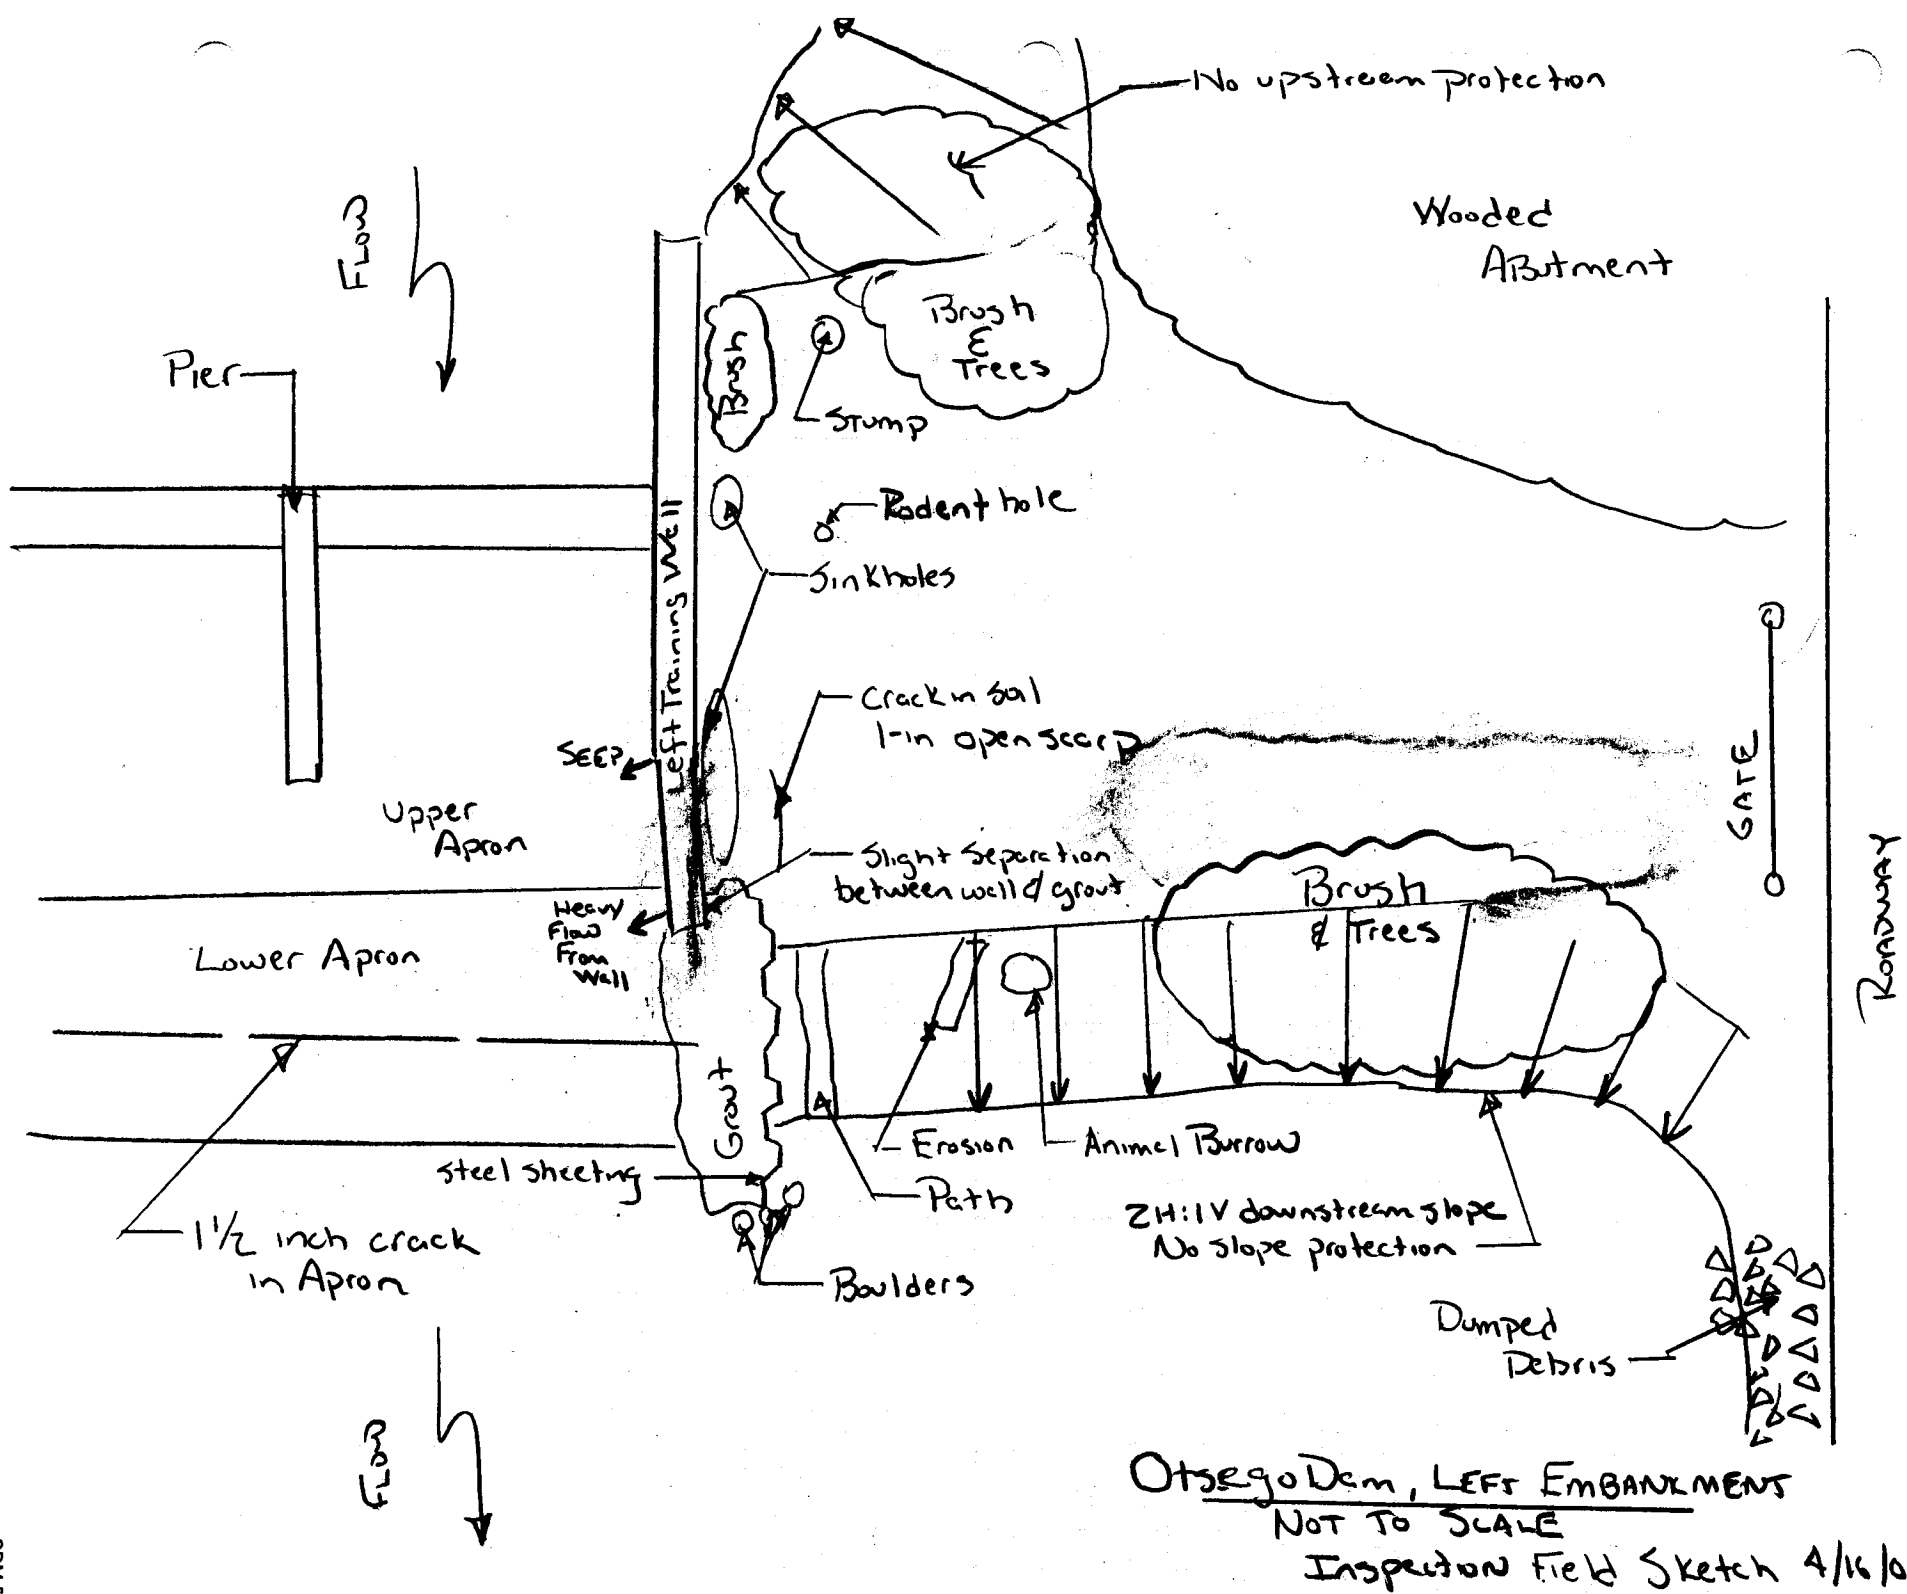 No upstream protection
Wooded
Abutment
Flow
Pier
Brush
&
Trees
Brush
Stump
Rodent hole
Sinkholes
Left Training Wall
Crack in soil
1-in open scarp
SEEP
Upper
Apron
Slight Separation
between wall & grout
GATE
ROADWAY
Brush
& Trees
Heavy
Flow
From
Wall
Lower Apron
Grout
Erosion
Animal Burrow
steel sheeting
Path
2H:1V downstream slope
No slope protection
1 1/2 inch crack
in Apron
Boulders
Dumped
Debris
Flow
Otsego Dam, LEFT EMBANKMENT
NOT TO SCALE
Inspection Field Sketch 4/16/0